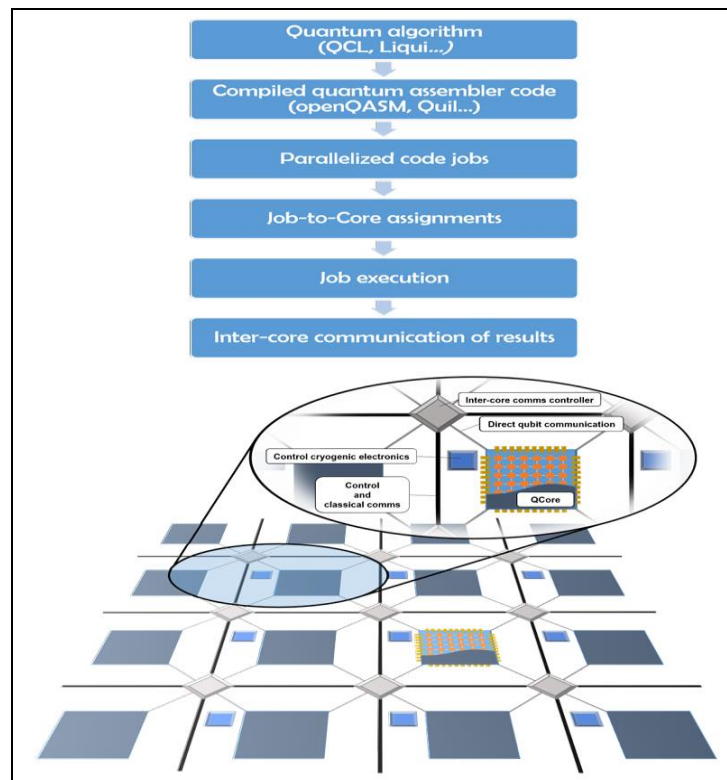 Quantum algorithm
(QCL, Liqui...)
Compiled quantum assembler code
(openQASM, Quil...)
Parallelized code jobs
Job-to-Core assignments
Job execution
Inter-core communication of results
Inter-core comms controller
Direct qubit communication
Control cryogenic electronics
Control
and
classical comms
QCore